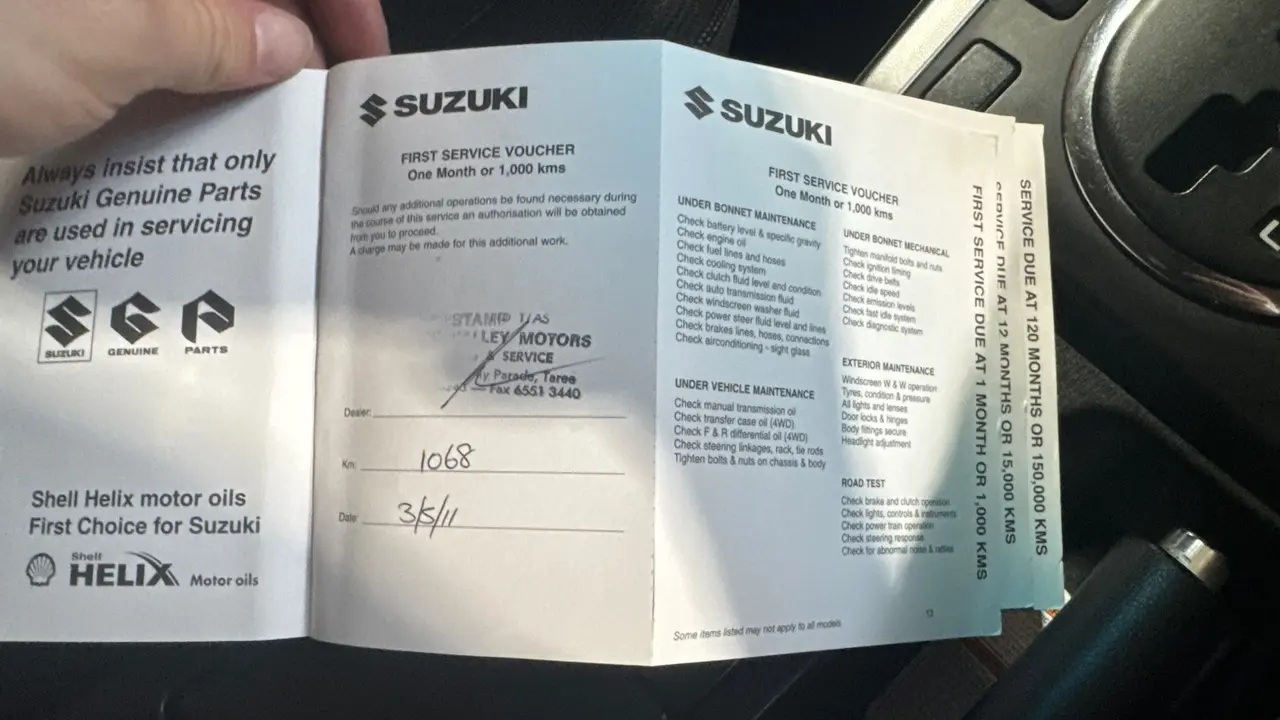 Always insist that only
Suzuki Genuine Parts
are used in servicing
your vehicle
SUZUKI
GENUINE
PARTS
Shell Helix motor oils
First Choice for Suzuki
Shell
HELIX Motor oils
SUZUKI
FIRST SERVICE VOUCHER
One Month or 1,000 kms
Should any additional operations be found necessary during
the course of this service an authorisation will be obtained
from you to proceed.
A charge may be made for this additional work.
STAMP
LEY MOTORS
& SERVICE
y Parade, Taree
Fax 6551 3440
Dealer:
Km: 1068
Date: 3/5/11
SUZUKI
FIRST SERVICE VOUCHER
One Month or 1,000 kms
UNDER BONNET MAINTENANCE
Check battery level & specific gravity
Check engine oil
Check fuel lines and hoses
Check cooling system
Check clutch fluid level and condition
Check auto transmission fluid
Check windscreen washer fluid
Check power steer fluid level and lines
Check brakes lines, hoses, connections
Check airconditioning - sight glass
UNDER VEHICLE MAINTENANCE
Check manual transmission oil
Check transfer case oil (4WD)
Check F & R differential oil (4WD)
Check steering linkages, rack, tie rods
Tighten bolts & nuts on chassis & body
UNDER BONNET MECHANICAL
Tighten manifold bolts and nuts
Check ignition timing
Check drive belts
Check idle speed
Check emission levels
Check fast idle system
Check diagnostic system
EXTERIOR MAINTENANCE
Windscreen W & W operation
Tyres, condition & pressure
All lights and lenses
Door locks & hinges
Body fittings secure
Headlight adjustment
ROAD TEST
Check brake and clutch operation
Check lights, controls & instruments
Check power train operation
Check steering response
Check for abnormal noise & rattles
Some items listed may not apply to all models
13
FIRST SERVICE DUE AT 1 MONTH OR 1,000 KMS
SERVICE DUE AT 12 MONTHS OR 15,000 KMS
SERVICE DUE AT 120 MONTHS OR 150,000 KMS